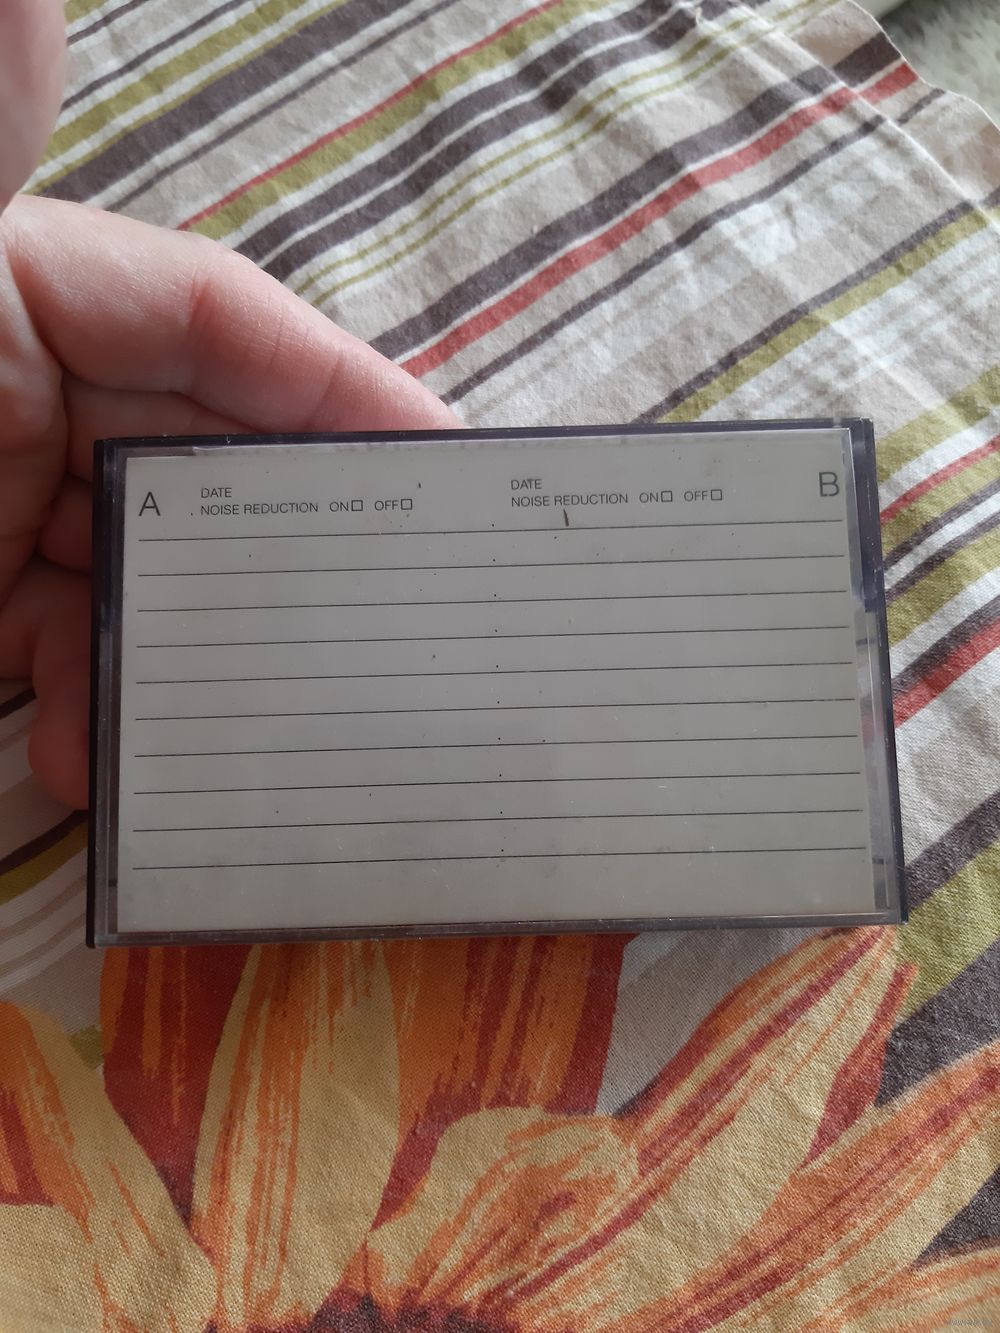 A
DATE
NOISE REDUCTION ON☐ OFF☐
DATE
NOISE REDUCTION ON☐ OFF☐
B